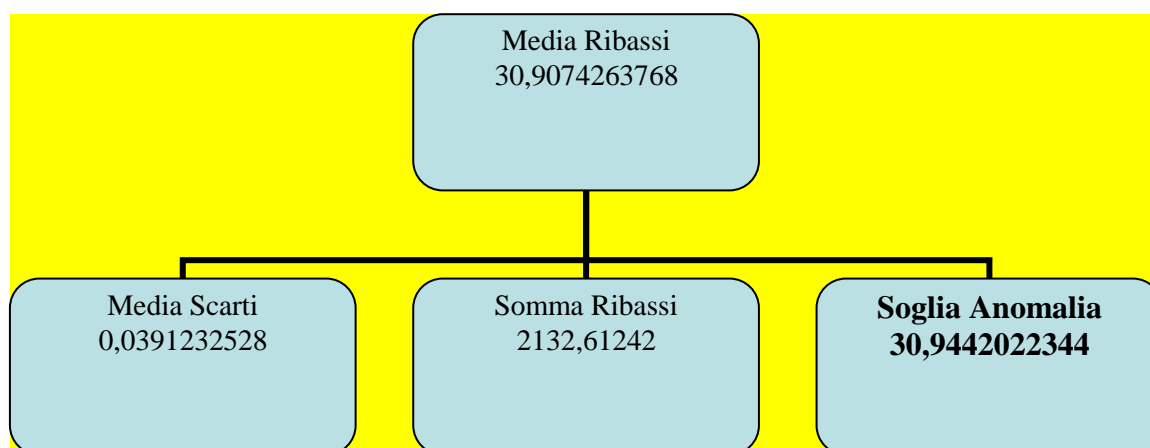 Media Ribassi
30,9074263768
Media Scarti
0,0391232528
Somma Ribassi
2132,61242
Soglia Anomalia
30,9442022344